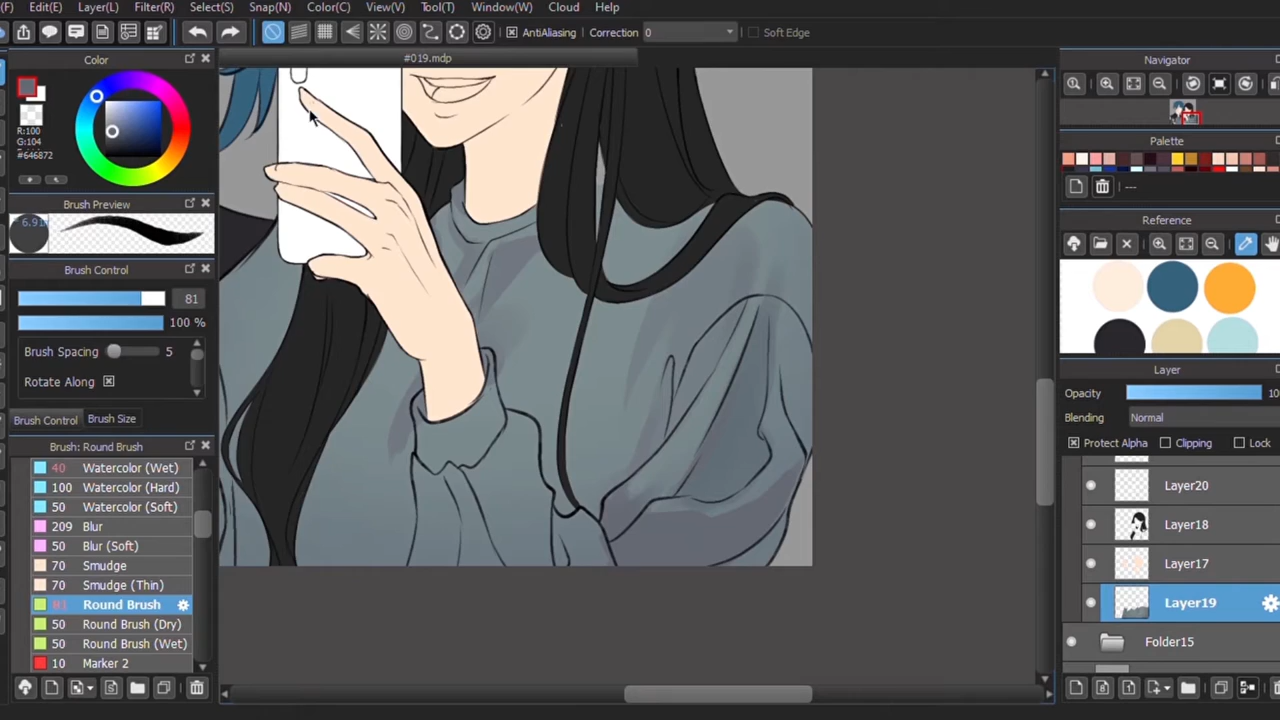 (F) Edit(E) Layer(L) Filter(R) Select(S) Snap(N) Color(C) View(V) Tool(T) Window(W) Cloud Help
AntiAliasing Correction 0 Soft Edge
#019.mdp
Color
R:100
G:104
#646872
Brush Preview
Brush Control
81
100 %
Brush Spacing 5
Rotate Along
Brush Control Brush Size
Brush: Round Brush
40 Watercolor (Wet)
100 Watercolor (Hard)
50 Watercolor (Soft)
209 Blur
50 Blur (Soft)
70 Smudge
70 Smudge (Thin)
81 Round Brush
50 Round Brush (Dry)
50 Round Brush (Wet)
10 Marker 2
Navigator
Palette
---
Reference
Layer
Opacity 10
Blending Normal
Protect Alpha Clipping Lock
Layer20
Layer18
Layer17
Layer19
Folder15